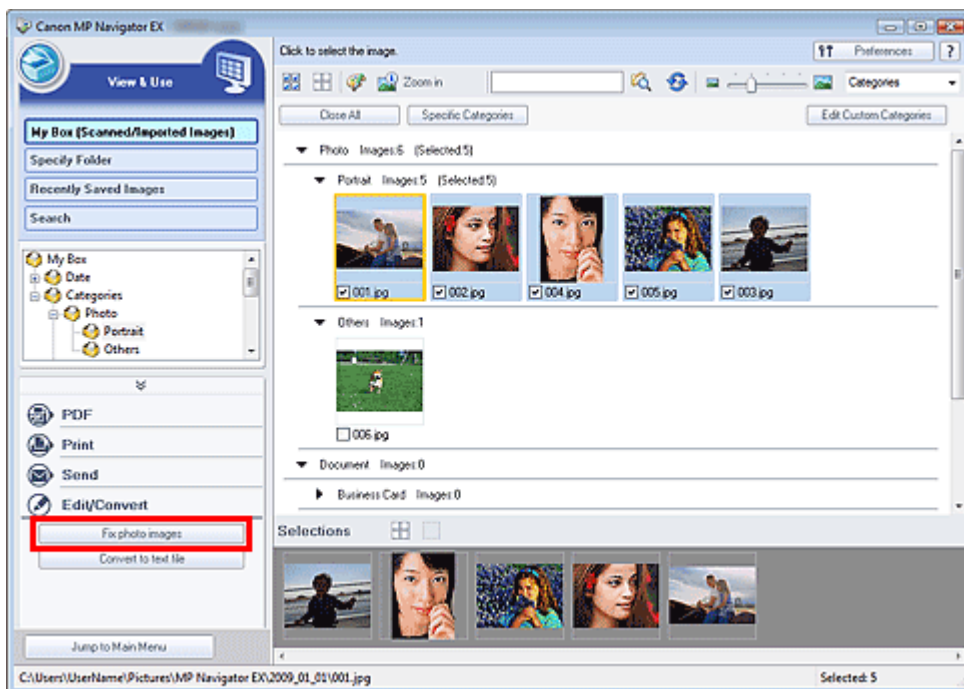 Canon MP Navigator EX
View & Use
My Box (Scanned/Imported Images)
Specify Folder
Recently Saved Images
Search
My Box
Date
Categories
Photo
Portrait
Others
PDF
Print
Send
Edit/Convert
Fix photo images
Convert to text file
Jump to Main Menu
Click to select the image.
Preferences
?
Zoom in
Categories
Close All
Specific Categories
Edit Custom Categories
Photo Images:6 (Selected:5)
Portrait Images:5 (Selected:5)
001.jpg 002.jpg 004.jpg 005.jpg 003.jpg
Others Images:1
006.jpg
Document Images:0
Business Card Images:0
Selections
C:\Users\UserName\Pictures\MP Navigator EX\2009_01_01\001.jpg
Selected: 5